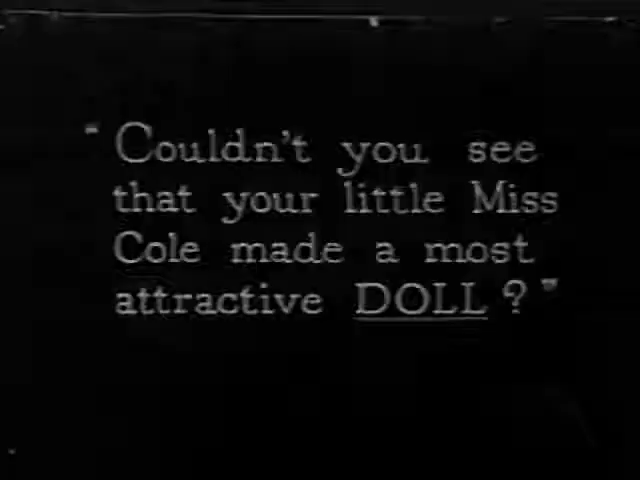 "Couldn't you see
that your little Miss
Cole made a most
attractive DOLL?"